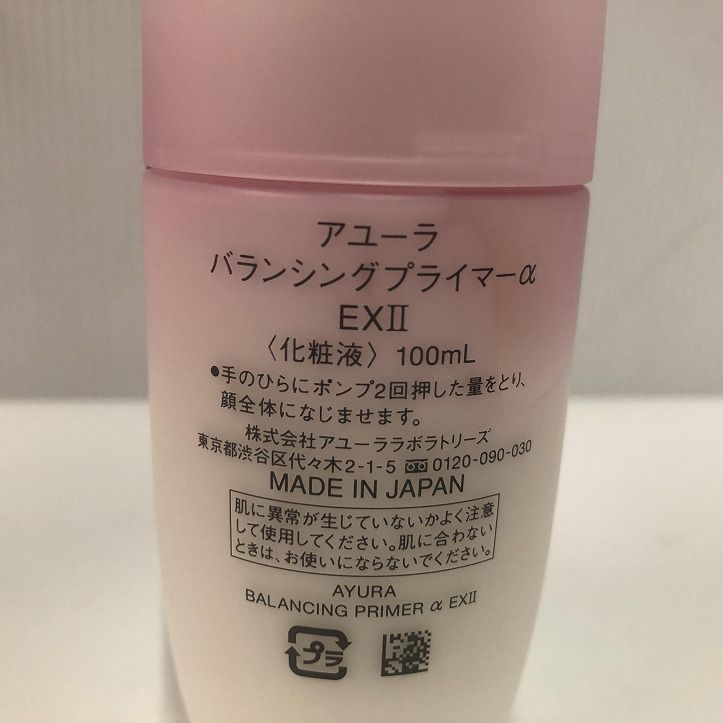 アユーラ
バランシングプライマーα
EXⅡ
〈化粧液〉 100mL
●手のひらにポンプ2回押した量をとり、
顔全体になじませます。
株式会社アユーララボラトリーズ
東京都渋谷区代々木2-1-5 0120-090-030
MADE IN JAPAN
肌に異常が生じていないかよく注意
して使用してください。肌に合わない
ときは、お使いにならないでください。
AYURA
BALANCING PRIMER α EXⅡ
プラ